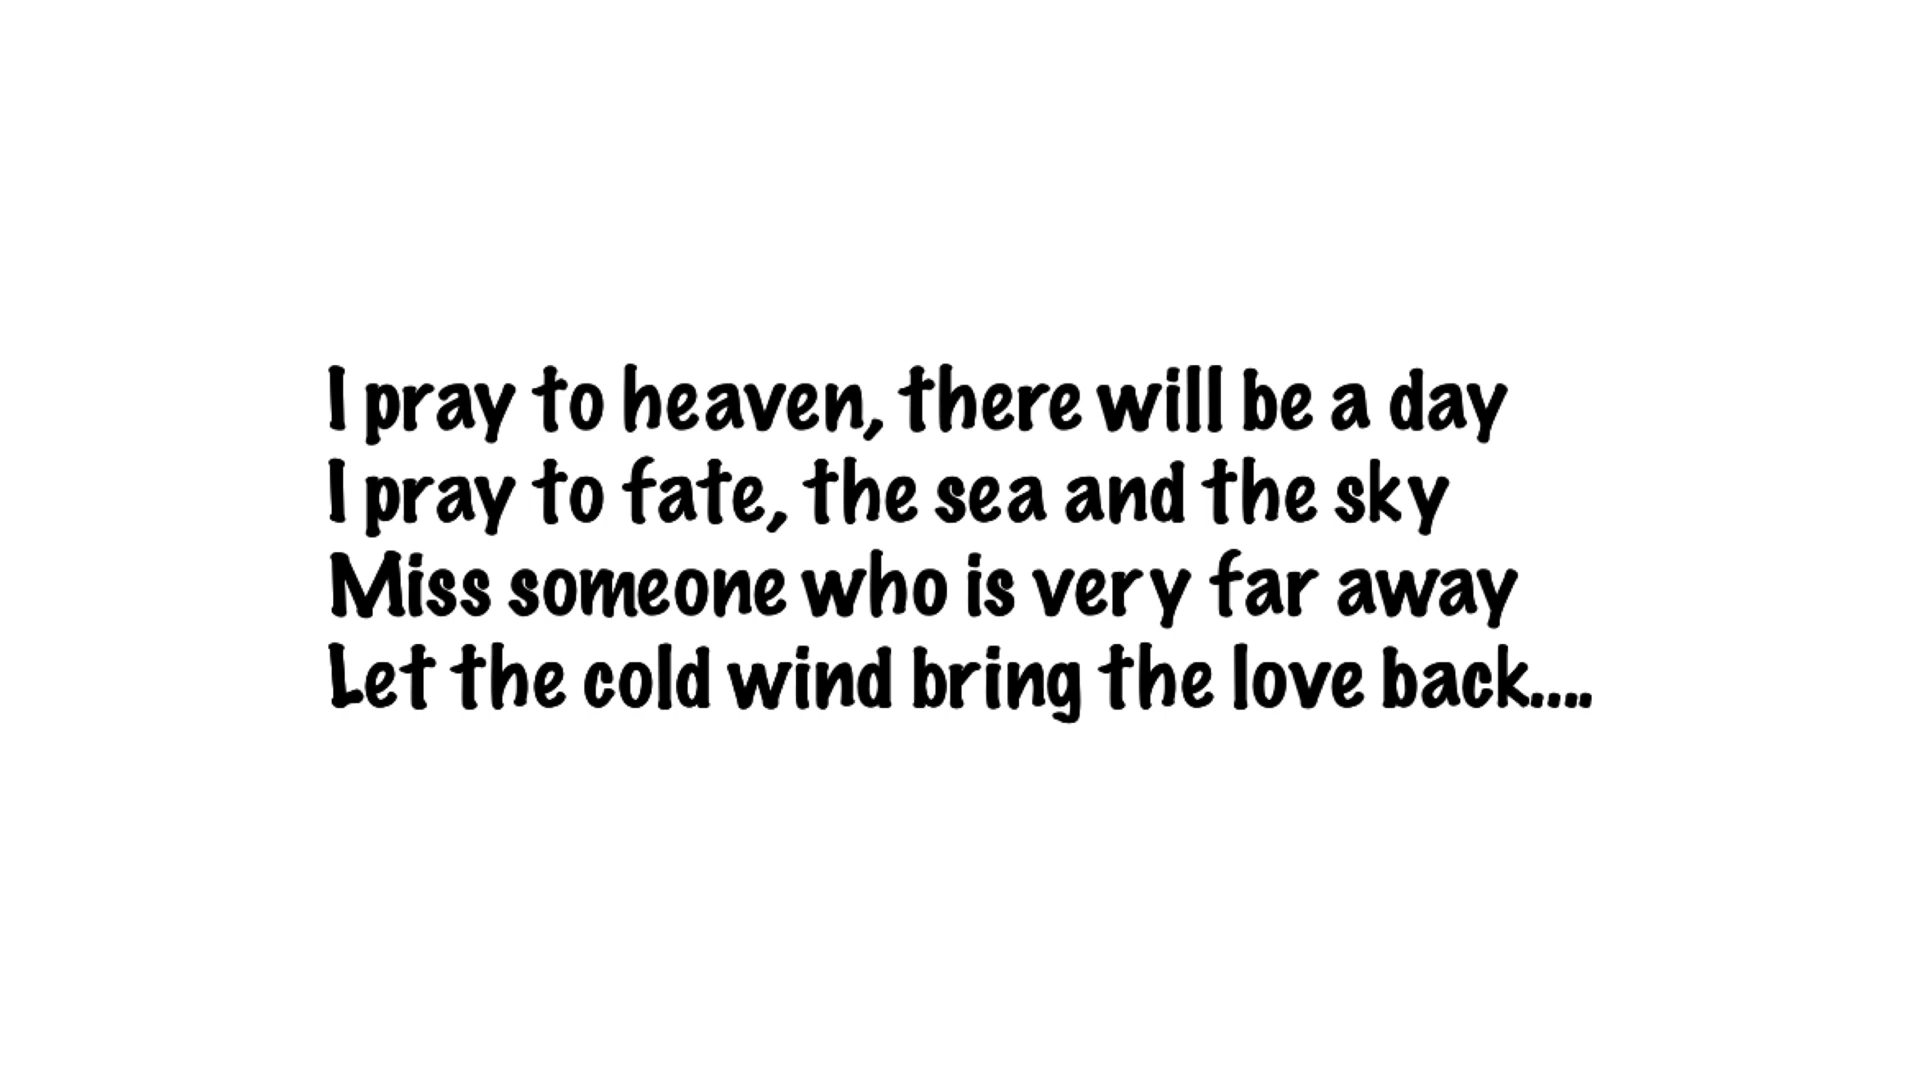 I pray to heaven, there will be a day
I pray to fate, the sea and the sky
Miss someone who is very far away
Let the cold wind bring the love back....